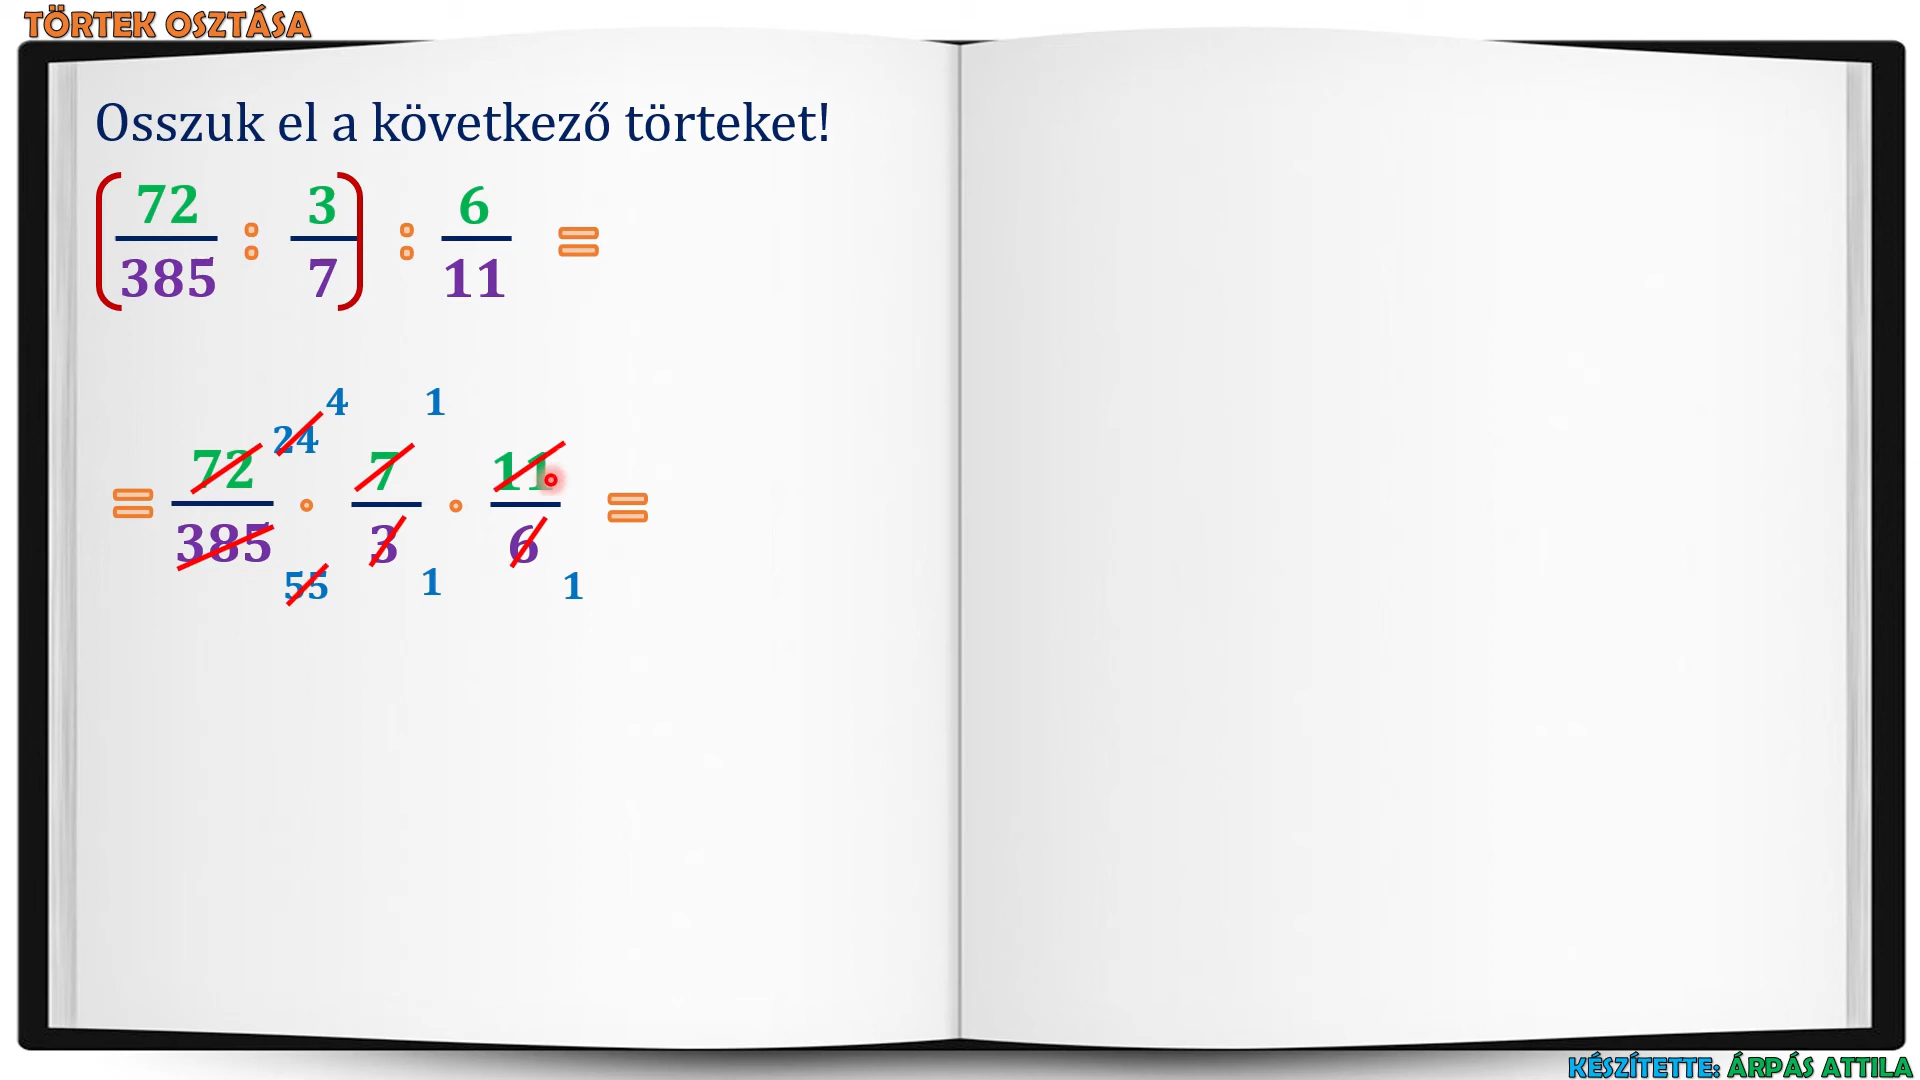 TÖRTEK OSZTÁSA
Osszuk el a következő törteket!
(72/385 : 3/7) : 6/11 =
4 1
24
= 72/385 · 7/3 · 11/6 =
55 1 1
KÉSZÍTETTE: ÁRPÁS ATTILA